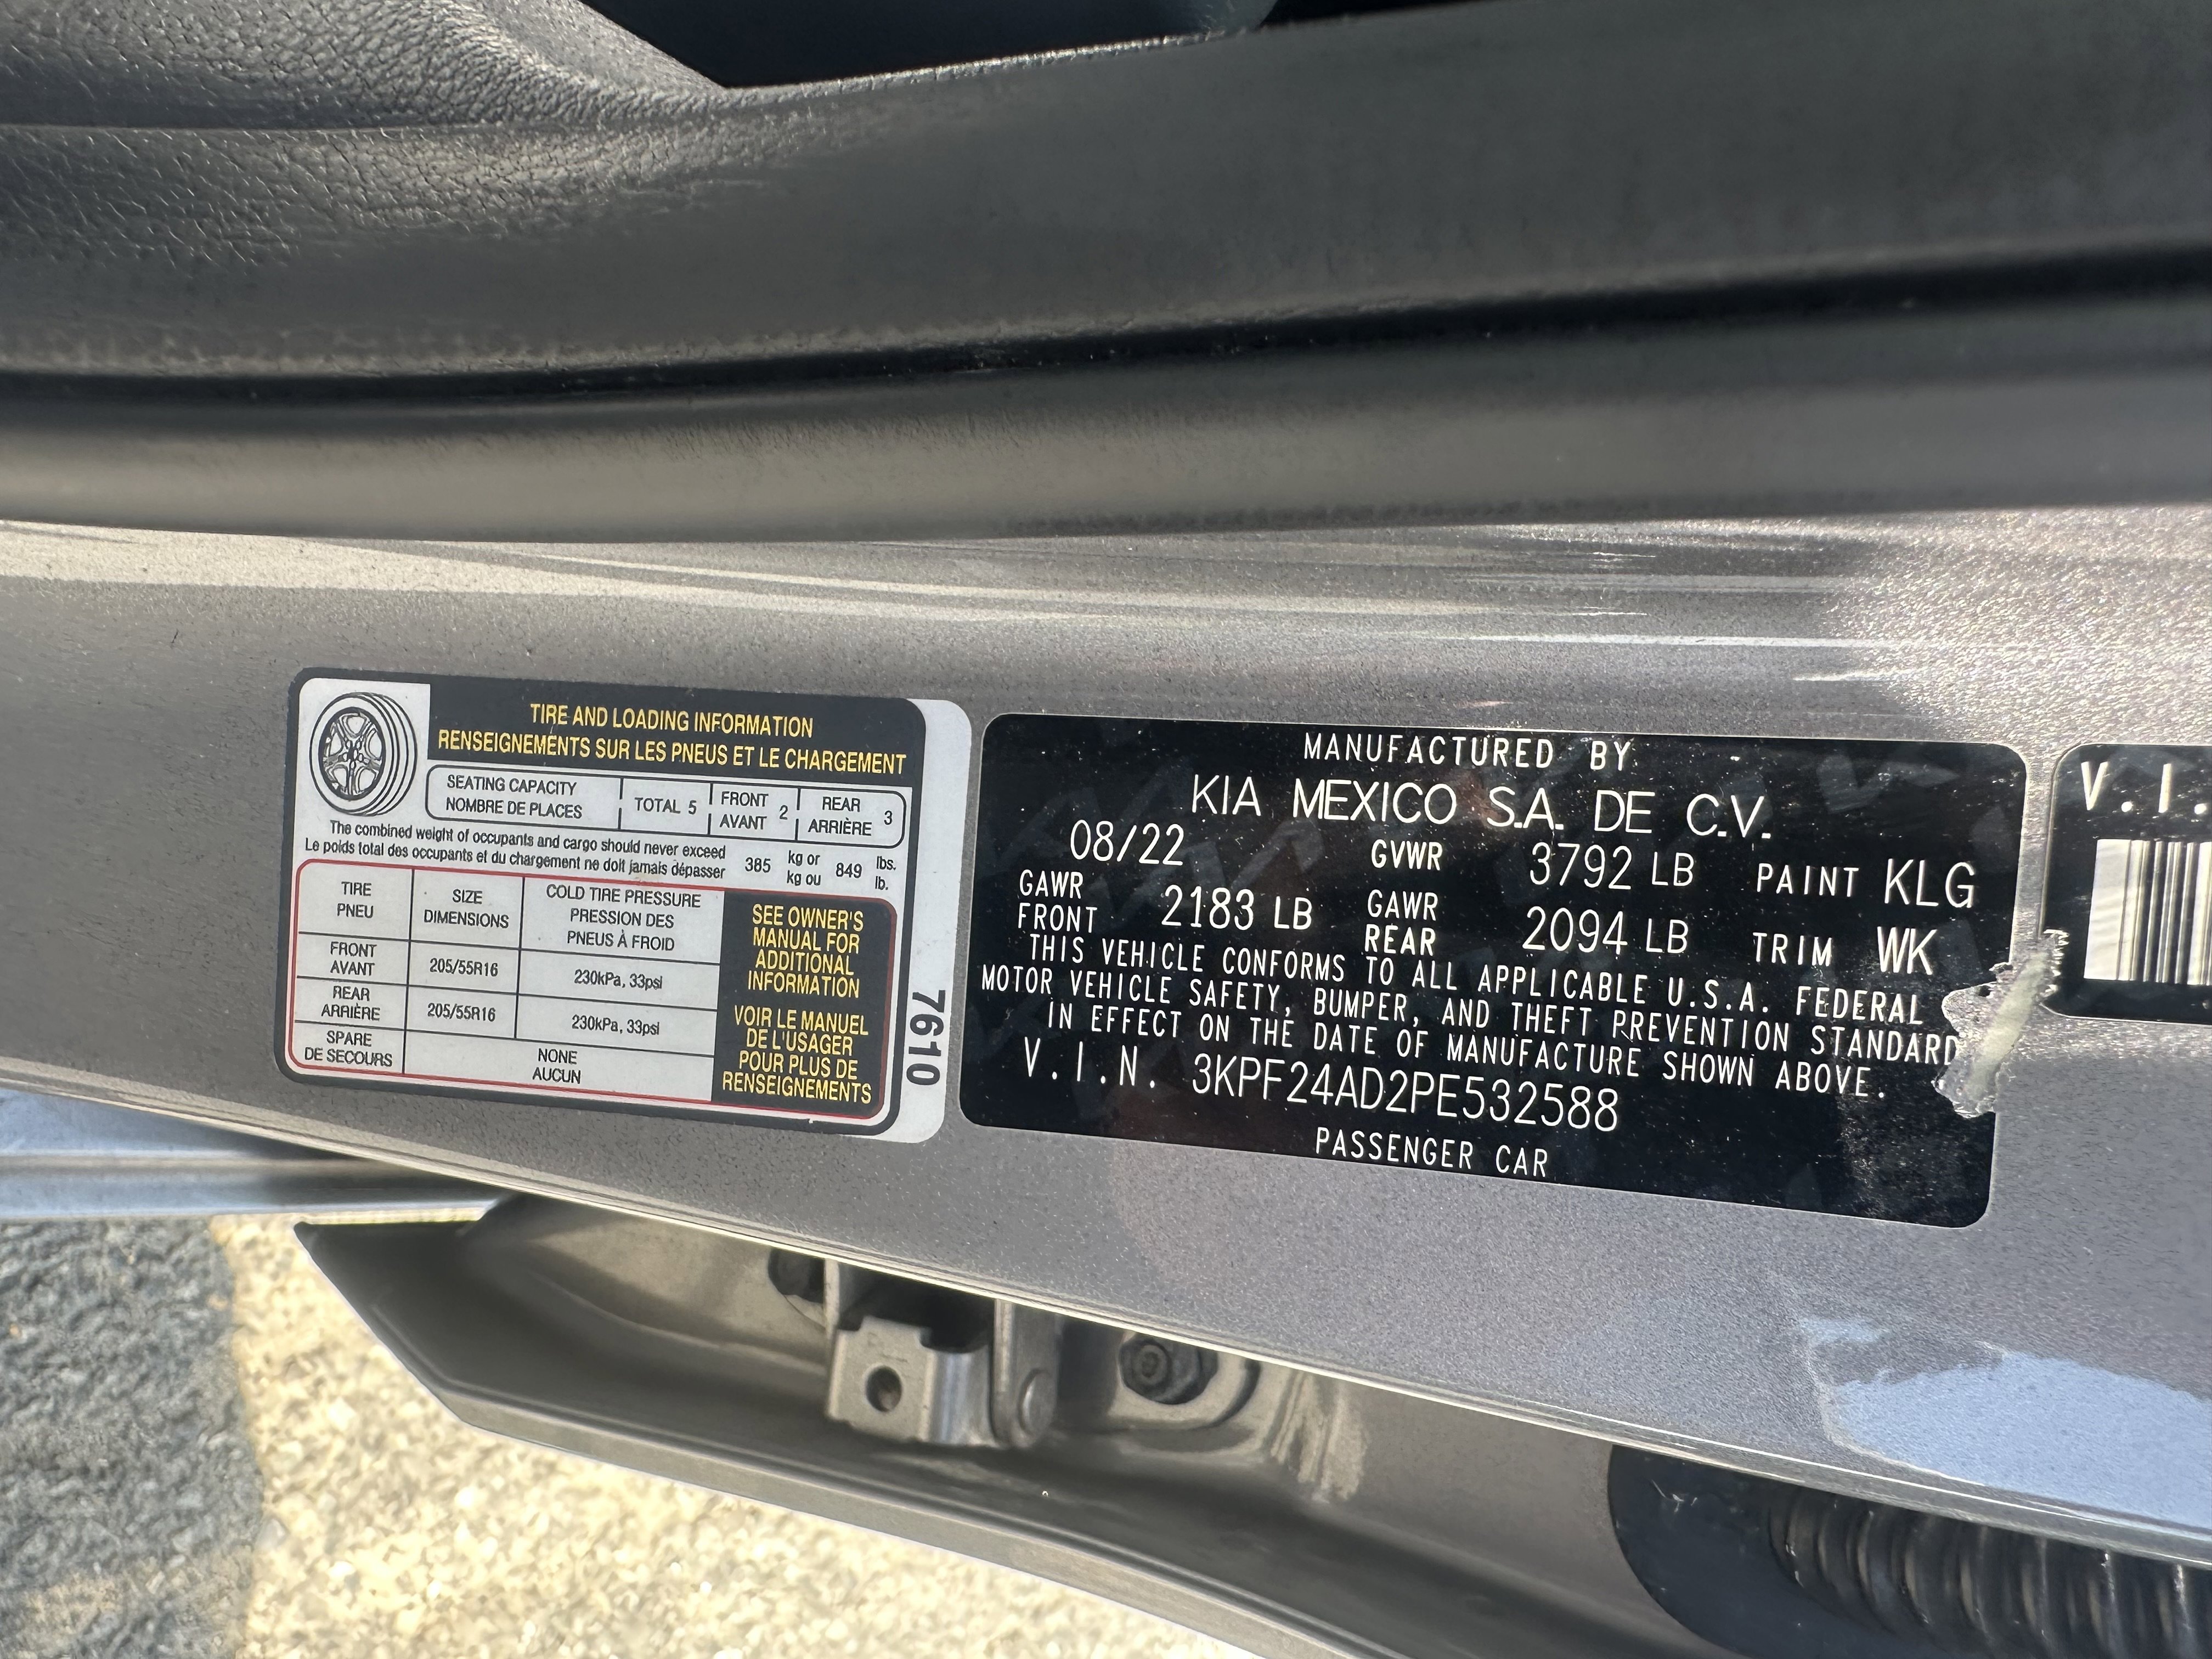 TIRE AND LOADING INFORMATION
RENSEIGNEMENTS SUR LES PNEUS ET LE CHARGEMENT
SEATING CAPACITY
NOMBRE DE PLACES
TOTAL 5
FRONT
AVANT
2
REAR
ARRIÈRE
3
The combined weight of occupants and cargo should never exceed
Le poids total des occupants et du chargement ne doit jamais dépasser
385
kg or
kg ou
849
lbs.
lb.
TIRE
PNEU
SIZE
DIMENSIONS
COLD TIRE PRESSURE
PRESSION DES
PNEUS À FROID
FRONT
AVANT
205/55R16
230kPa, 33psi
REAR
ARRIÈRE
205/55R16
230kPa, 33psi
SPARE
DE SECOURS
NONE
AUCUN
SEE OWNER'S
MANUAL FOR
ADDITIONAL
INFORMATION
VOIR LE MANUEL
DE L'USAGER
POUR PLUS DE
RENSEIGNEMENTS
7610
MANUFACTURED BY
KIA MEXICO S.A. DE C.V.
08/22 GVWR 3792 LB PAINT KLG
GAWR
FRONT
2183 LB
GAWR
REAR
2094 LB TRIM WK
THIS VEHICLE CONFORMS TO ALL APPLICABLE U.S.A. FEDERAL
MOTOR VEHICLE SAFETY, BUMPER, AND THEFT PREVENTION STANDARD
IN EFFECT ON THE DATE OF MANUFACTURE SHOWN ABOVE.
V.I.N. 3KPF24AD2PE532588
PASSENGER CAR
V.I.